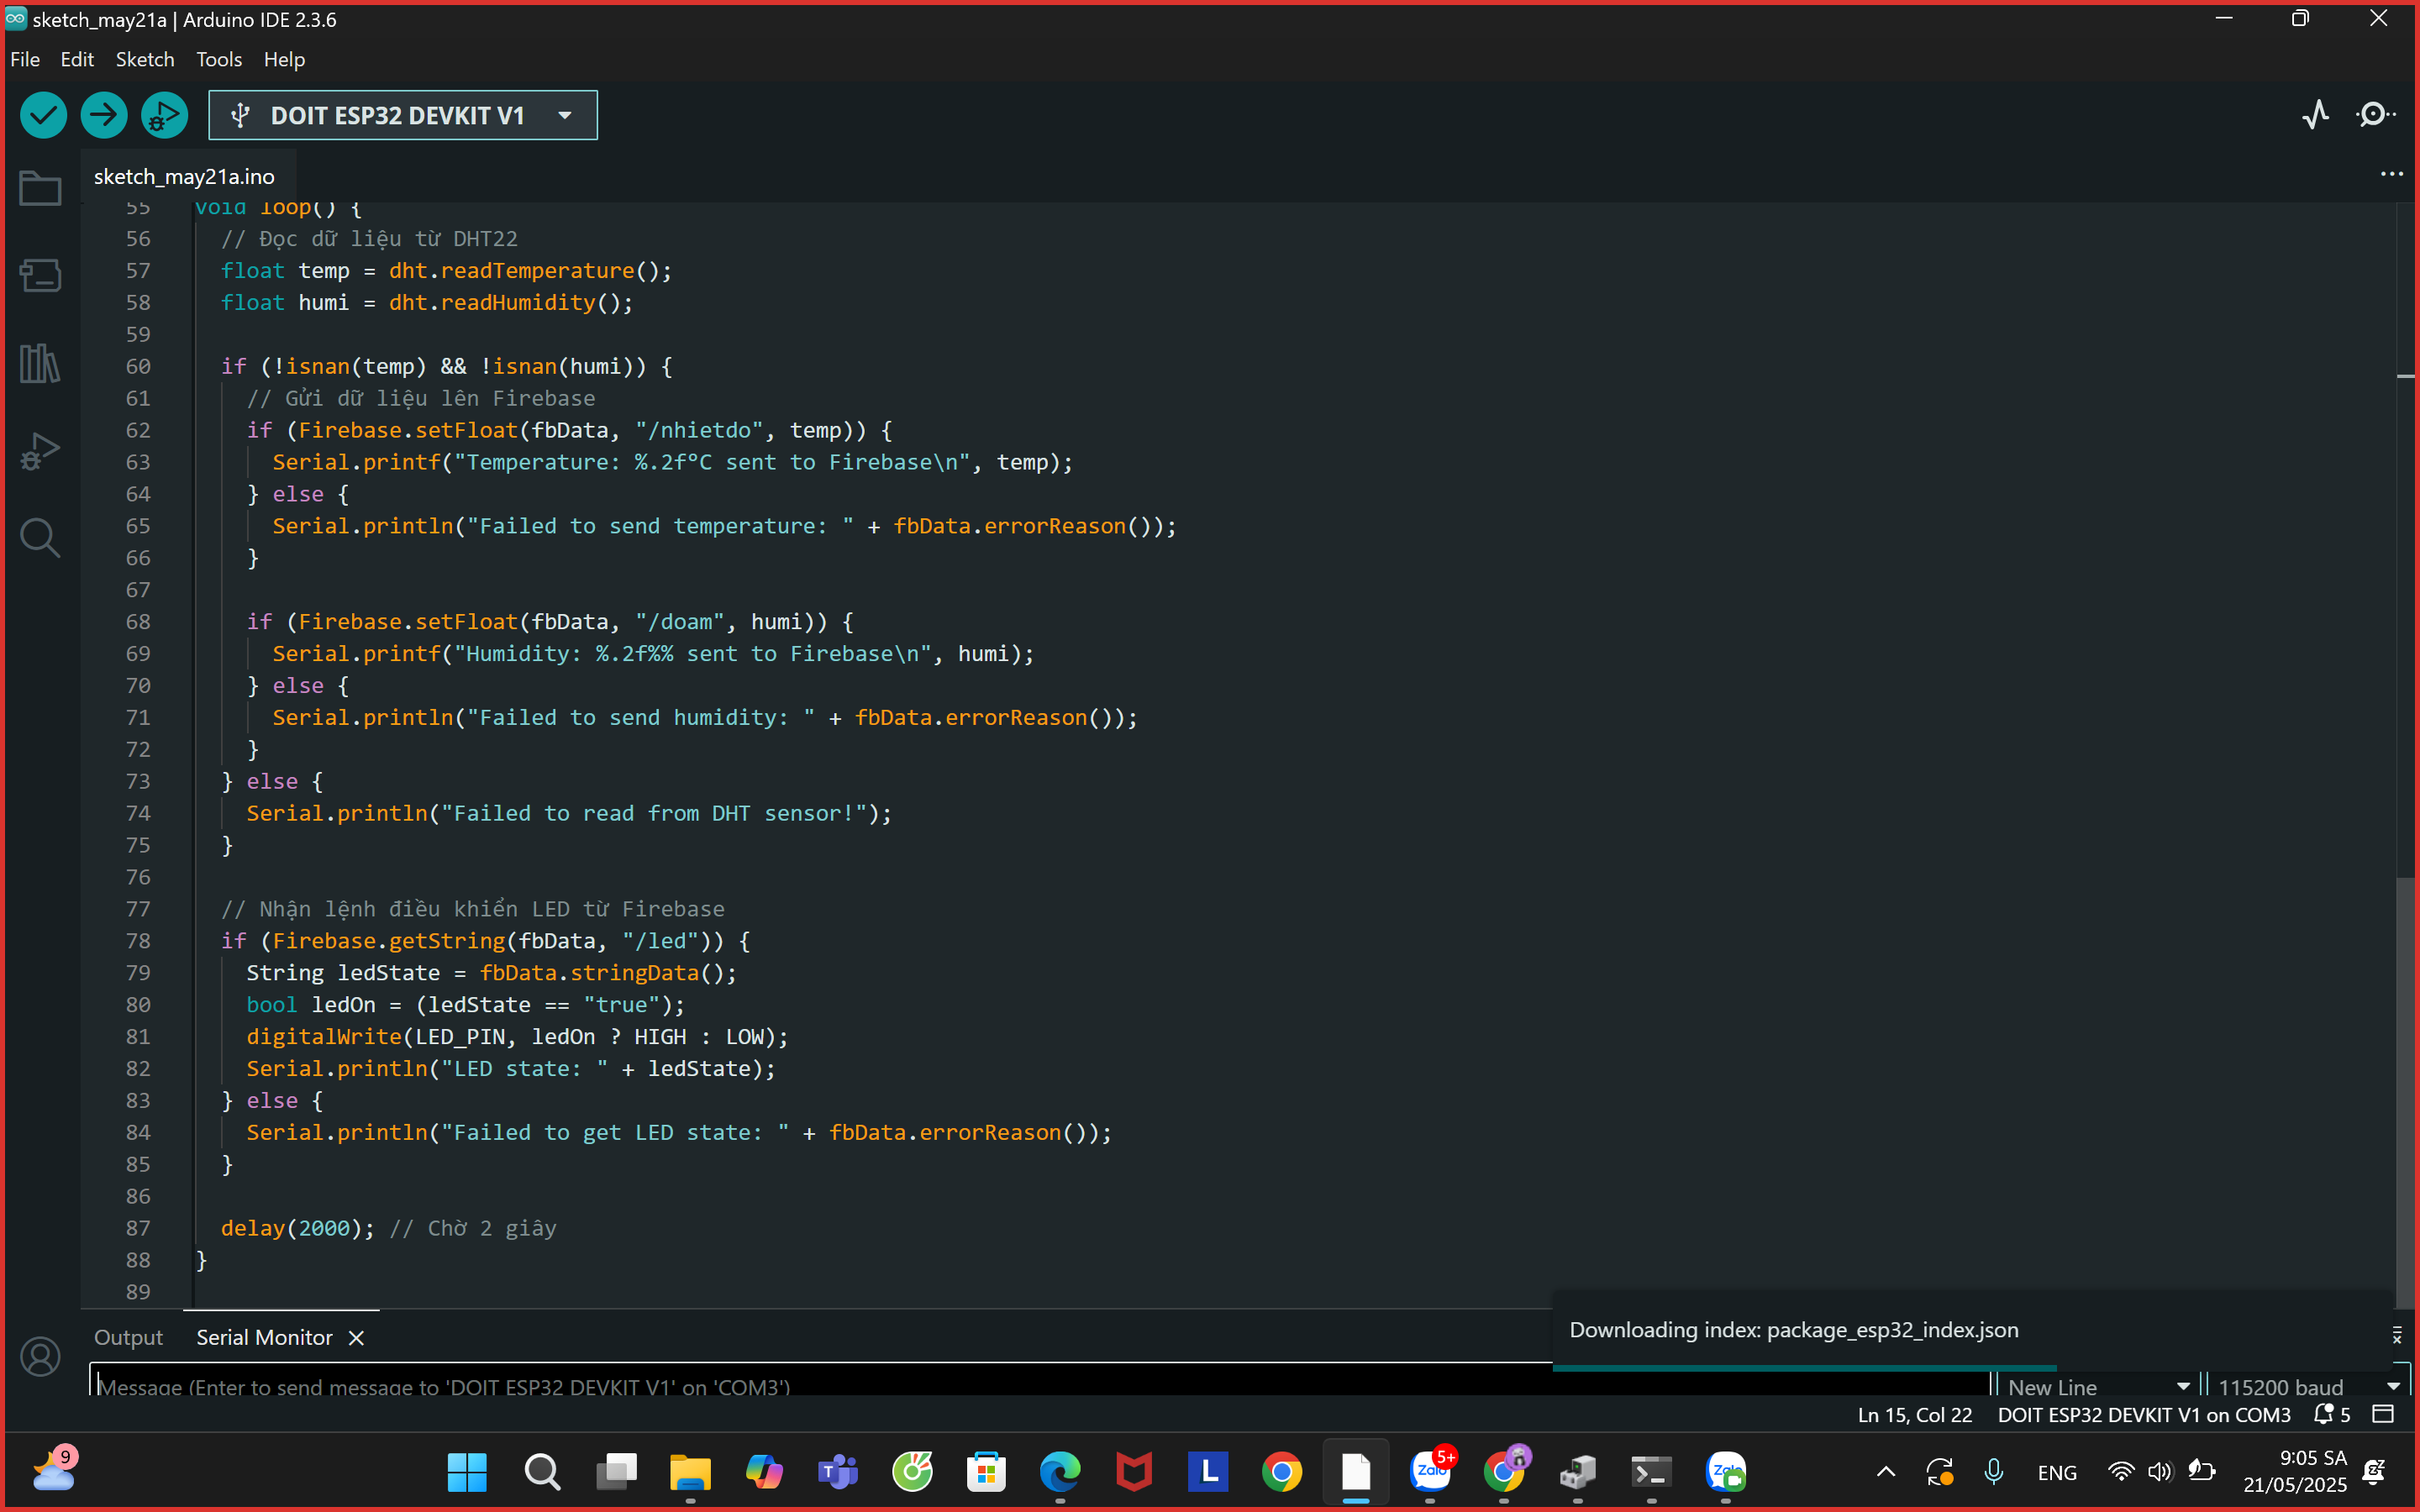 sketch_may21a | Arduino IDE 2.3.6
File Edit Sketch Tools Help
DOIT ESP32 DEVKIT V1
sketch_may21a.ino
55 void loop() {
56 // Đọc dữ liệu từ DHT22
57 float temp = dht.readTemperature();
58 float humi = dht.readHumidity();
59
60 if (!isnan(temp) && !isnan(humi)) {
61 // Gửi dữ liệu lên Firebase
62 if (Firebase.setFloat(fbData, "/nhietdo", temp)) {
63 Serial.printf("Temperature: %.2f°C sent to Firebase\n", temp);
64 } else {
65 Serial.println("Failed to send temperature: " + fbData.errorReason());
66 }
67
68 if (Firebase.setFloat(fbData, "/doam", humi)) {
69 Serial.printf("Humidity: %.2f%% sent to Firebase\n", humi);
70 } else {
71 Serial.println("Failed to send humidity: " + fbData.errorReason());
72 }
73 } else {
74 Serial.println("Failed to read from DHT sensor!");
75 }
76
77 // Nhận lệnh điều khiển LED từ Firebase
78 if (Firebase.getString(fbData, "/led")) {
79 String ledState = fbData.stringData();
80 bool ledOn = (ledState == "true");
81 digitalWrite(LED_PIN, ledOn ? HIGH : LOW);
82 Serial.println("LED state: " + ledState);
83 } else {
84 Serial.println("Failed to get LED state: " + fbData.errorReason());
85 }
86
87 delay(2000); // Chờ 2 giây
88 }
89
Output Serial Monitor
Downloading index: package_esp32_index.json
Message (Enter to send message to 'DOIT ESP32 DEVKIT V1' on 'COM3')
New Line 115200 baud
Ln 15, Col 22 DOIT ESP32 DEVKIT V1 on COM3 5
9
T
L
Zalo 5+
Zalo
ENG
9:05 SA
21/05/2025